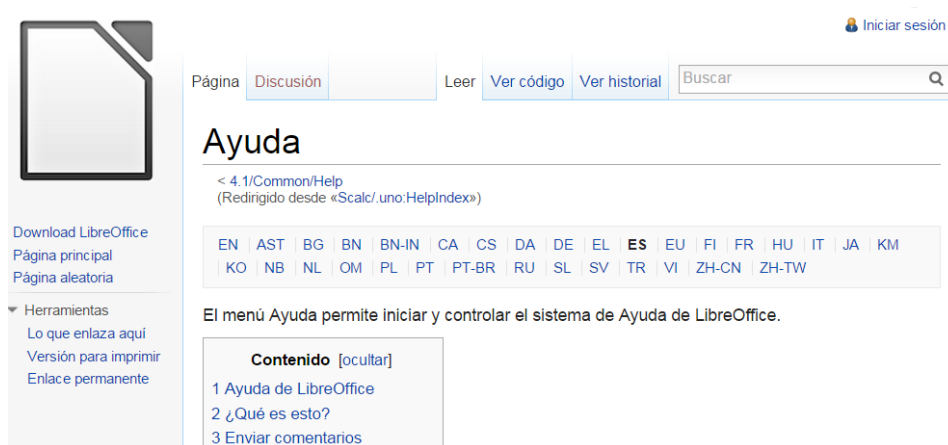 Iniciar sesión
Página Discusión Leer Ver código Ver historial Buscar
Ayuda
< 4.1/Common/Help
(Redirigido desde «Scalc/.uno:HelpIndex»)
Download LibreOffice
Página principal
Página aleatoria
Herramientas
Lo que enlaza aquí
Versión para imprimir
Enlace permanente
EN AST BG BN BN-IN CA CS DA DE EL ES EU FI FR HU IT JA KM
KO NB NL OM PL PT PT-BR RU SL SV TR VI ZH-CN ZH-TW
El menú Ayuda permite iniciar y controlar el sistema de Ayuda de LibreOffice.
Contenido [ocultar]
1 Ayuda de LibreOffice
2 ¿Qué es esto?
3 Enviar comentarios